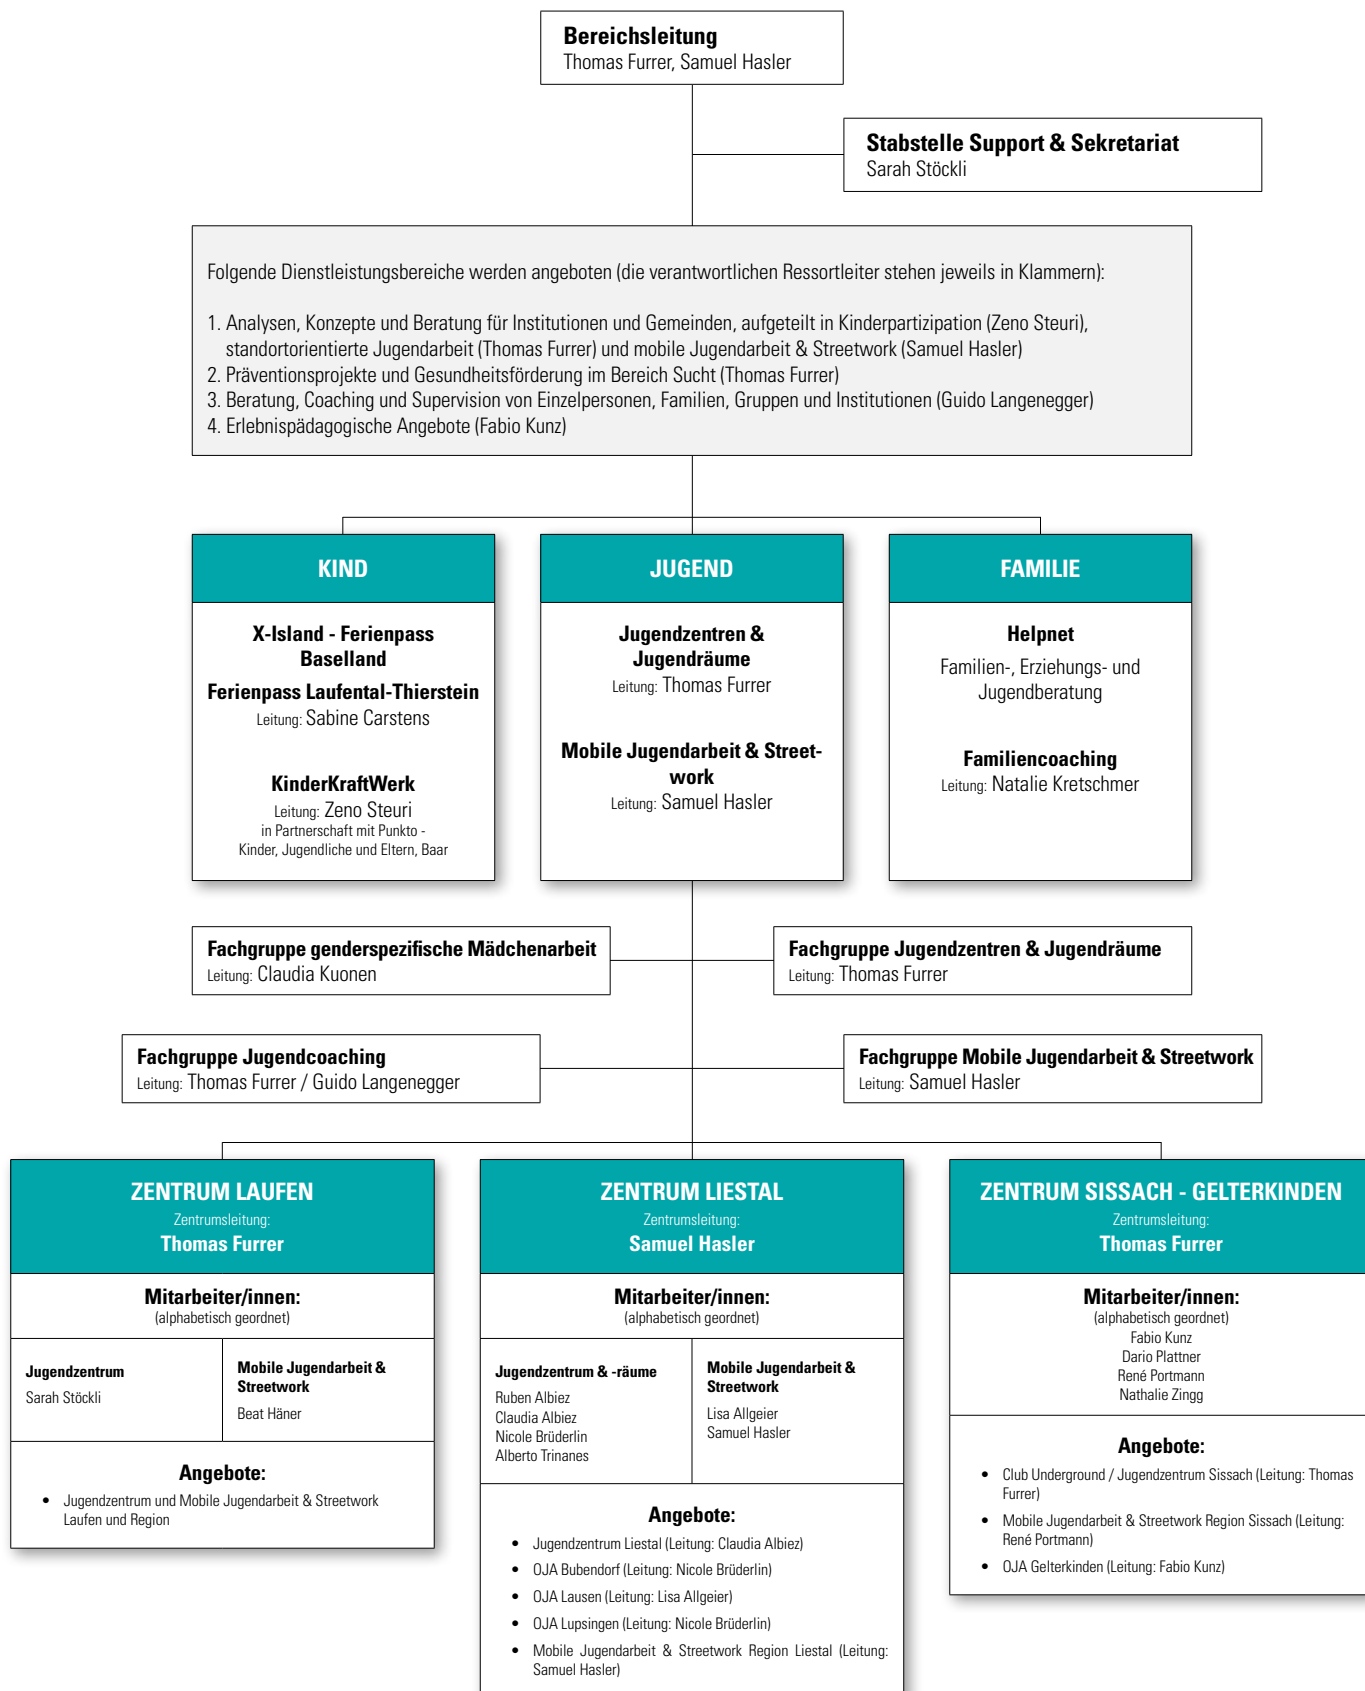 Bereichsleitung
Thomas Furrer, Samuel Hasler
Stabstelle Support & Sekretariat
Sarah Stöckli
Folgende Dienstleistungsbereiche werden angeboten (die verantwortlichen Ressortleiter stehen jeweils in Klammern):
1. Analysen, Konzepte und Beratung für Institutionen und Gemeinden, aufgeteilt in Kinderpartizipation (Zeno Steuri),
standortorientierte Jugendarbeit (Thomas Furrer) und mobile Jugendarbeit & Streetwork (Samuel Hasler)
2. Präventionsprojekte und Gesundheitsförderung im Bereich Sucht (Thomas Furrer)
3. Beratung, Coaching und Supervision von Einzelpersonen, Familien, Gruppen und Institutionen (Guido Langenegger)
4. Erlebnispädagogische Angebote (Fabio Kunz)
KIND
X-Island - Ferienpass
Baselland
Ferienpass Laufental-Thierstein
Leitung: Sabine Carstens
KinderKraftWerk
Leitung: Zeno Steuri
in Partnerschaft mit Punkto -
Kinder, Jugendliche und Eltern, Baar
JUGEND
Jugendzentren &
Jugendräume
Leitung: Thomas Furrer
Mobile Jugendarbeit & Street-
work
Leitung: Samuel Hasler
FAMILIE
Helpnet
Familien-, Erziehungs- und
Jugendberatung
Familiencoaching
Leitung: Natalie Kretschmer
Fachgruppe genderspezifische Mädchenarbeit
Leitung: Claudia Kuonen
Fachgruppe Jugendzentren & Jugendräume
Leitung: Thomas Furrer
Fachgruppe Jugendcoaching
Leitung: Thomas Furrer / Guido Langenegger
Fachgruppe Mobile Jugendarbeit & Streetwork
Leitung: Samuel Hasler
ZENTRUM LAUFEN
Zentrumsleitung:
Thomas Furrer
Mitarbeiter/innen:
(alphabetisch geordnet)
Jugendzentrum
Sarah Stöckli
Mobile Jugendarbeit &
Streetwork
Beat Häner
Angebote:
• Jugendzentrum und Mobile Jugendarbeit & Streetwork
Laufen und Region
ZENTRUM LIESTAL
Zentrumsleitung:
Samuel Hasler
Mitarbeiter/innen:
(alphabetisch geordnet)
Jugendzentrum & -räume
Ruben Albiez
Claudia Albiez
Nicole Brüderlin
Alberto Trinanes
Mobile Jugendarbeit &
Streetwork
Lisa Allgeier
Samuel Hasler
Angebote:
• Jugendzentrum Liestal (Leitung: Claudia Albiez)
• OJA Bubendorf (Leitung: Nicole Brüderlin)
• OJA Lausen (Leitung: Lisa Allgeier)
• OJA Lupsingen (Leitung: Nicole Brüderlin)
• Mobile Jugendarbeit & Streetwork Region Liestal (Leitung:
Samuel Hasler)
ZENTRUM SISSACH - GELTERKINDEN
Zentrumsleitung:
Thomas Furrer
Mitarbeiter/innen:
(alphabetisch geordnet)
Fabio Kunz
Dario Plattner
René Portmann
Nathalie Zingg
Angebote:
• Club Underground / Jugendzentrum Sissach (Leitung: Thomas
Furrer)
• Mobile Jugendarbeit & Streetwork Region Sissach (Leitung:
René Portmann)
• OJA Gelterkinden (Leitung: Fabio Kunz)